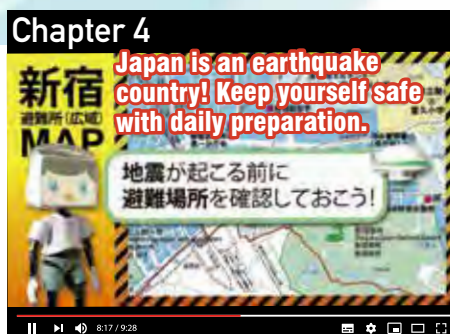 Chapter 4
Japan is an earthquake
country! Keep yourself safe
with daily preparation.
新宿
避難所(広域)
MAP
地震が起こる前に
避難場所を確認しておこう!
8:17 / 9:28